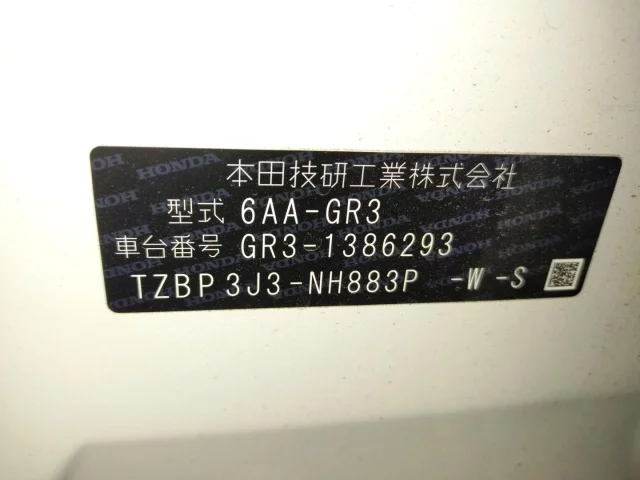 本田技研工業株式会社
型式 6AA-GR3
車台番号 GR3-1386293
TZBP 3J3-NH883P -W -S